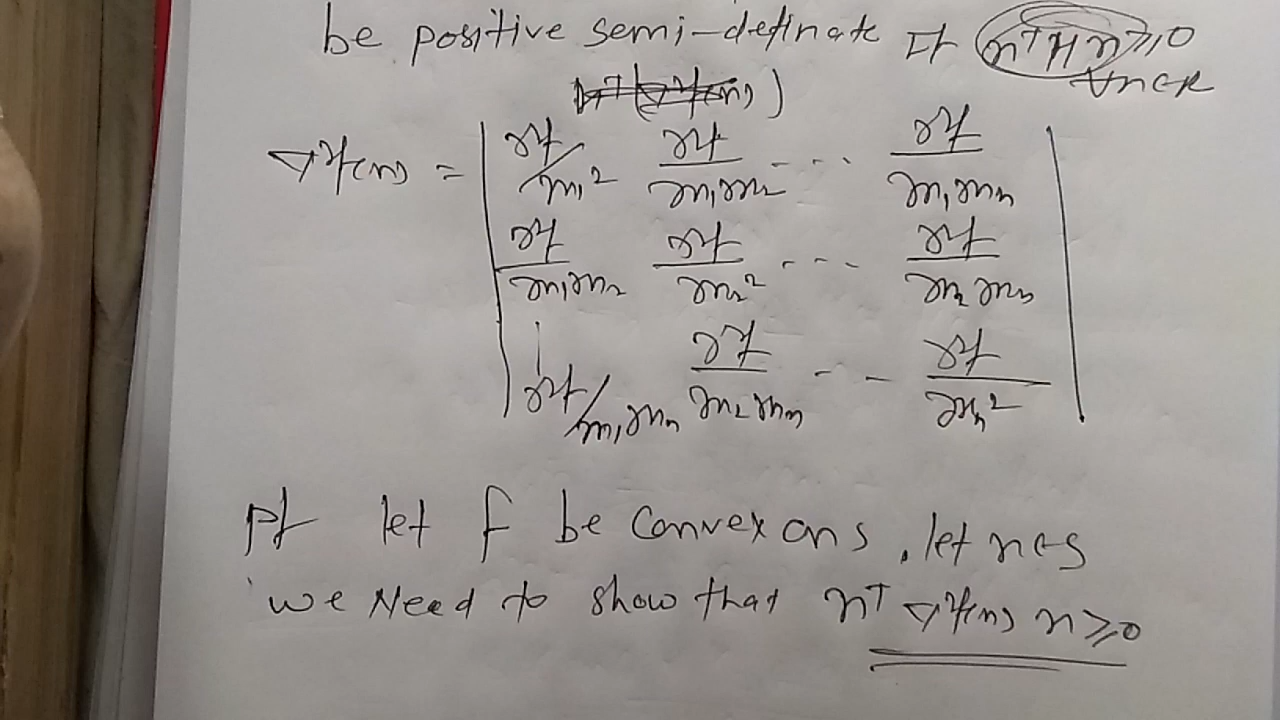 be positive semi-definate if xᵀHx≥0
∀x∈R
∇²f(x) = | ∂²f/∂x₁² ∂²f/∂x₁∂x₂ ... ∂²f/∂x₁∂xₙ |
∂²f/∂x₁∂x₂ ∂²f/∂x₂² ... ∂²f/∂x₂∂xₙ
∂²f/∂x₁∂xₙ ∂²f/∂x₂∂xₙ -- ∂²f/∂xₙ²
Pf let f be convex on S, let x∈S
we Need to show that xᵀ∇²f(x) x≥0